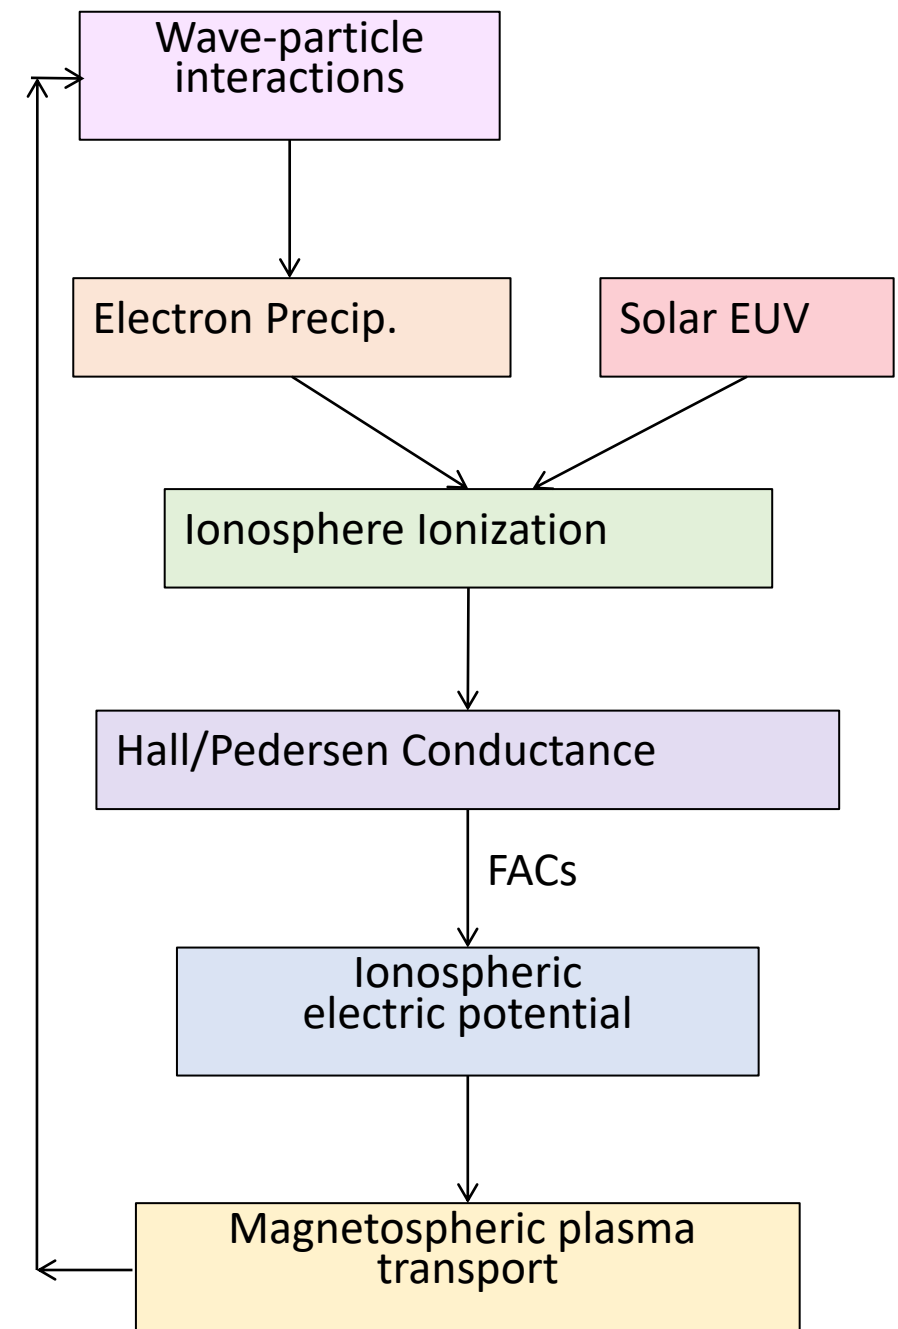 Wave-particle
interactions
Electron Precip.
Solar EUV
Ionosphere Ionization
Hall/Pedersen Conductance
FACs
Ionospheric
electric potential
Magnetospheric plasma
transport